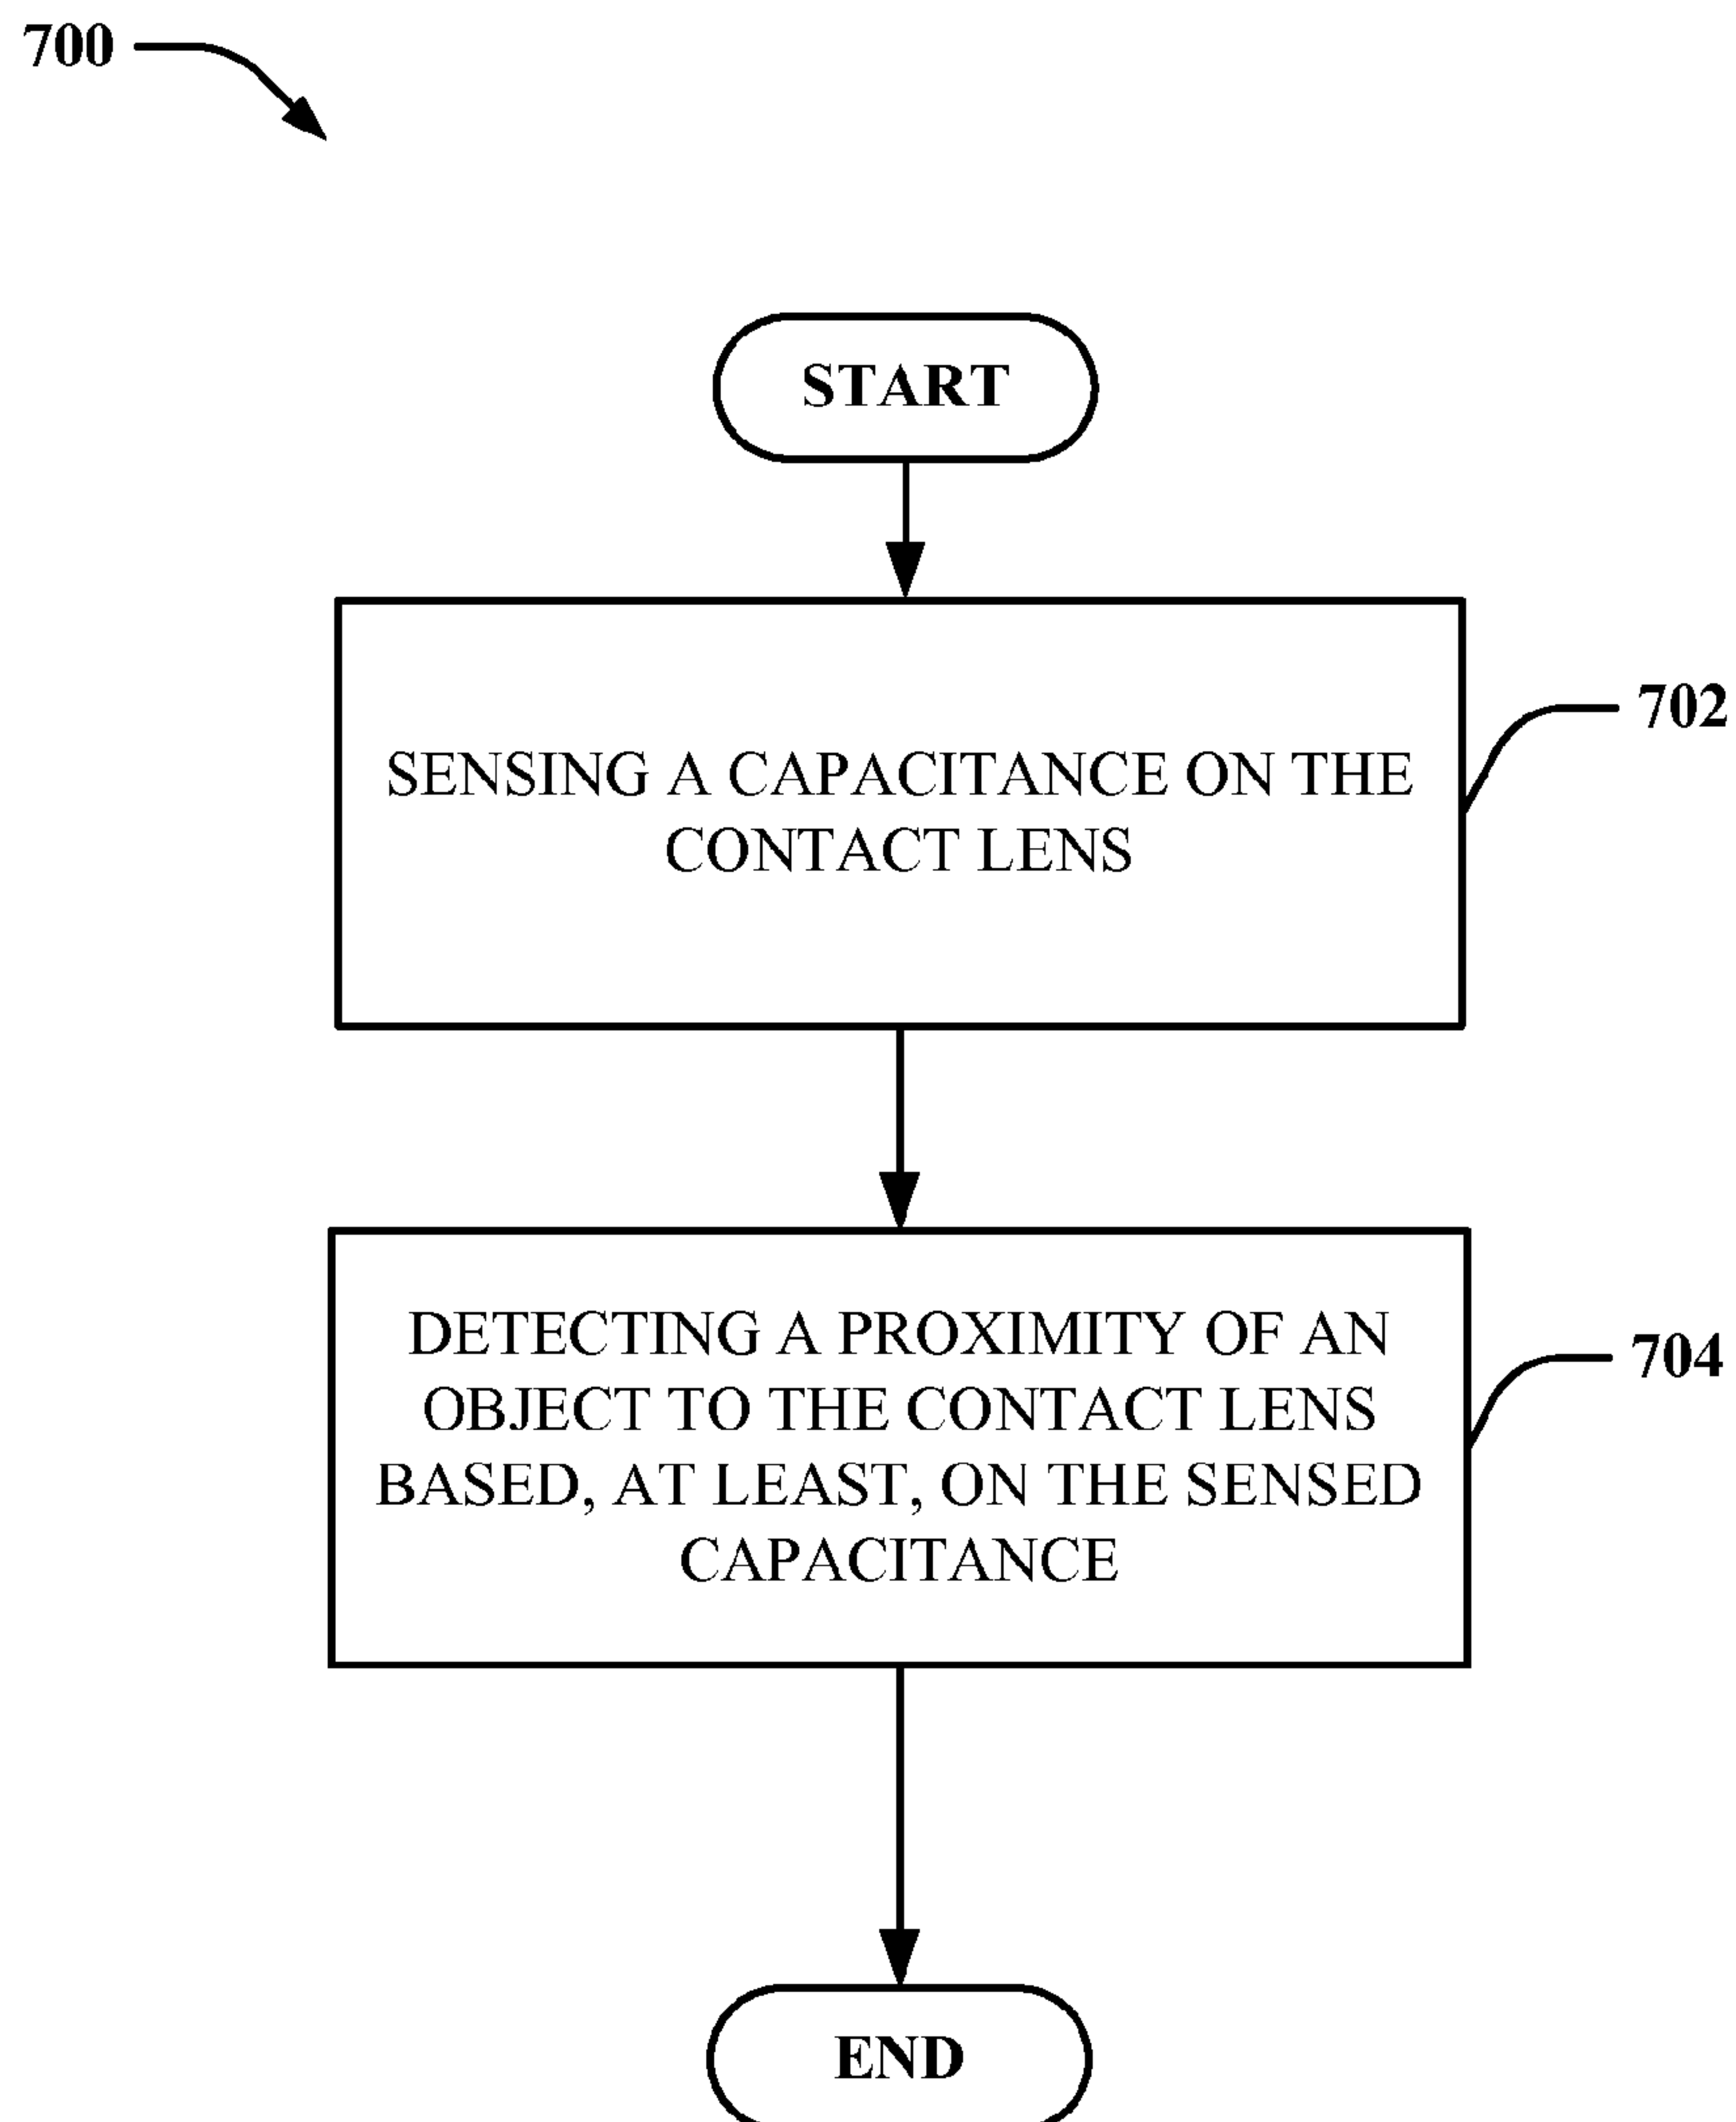 700
START
SENSING A CAPACITANCE ON THE
CONTACT LENS
702
DETECTING A PROXIMITY OF AN
OBJECT TO THE CONTACT LENS
BASED, AT LEAST, ON THE SENSED
CAPACITANCE
704
END